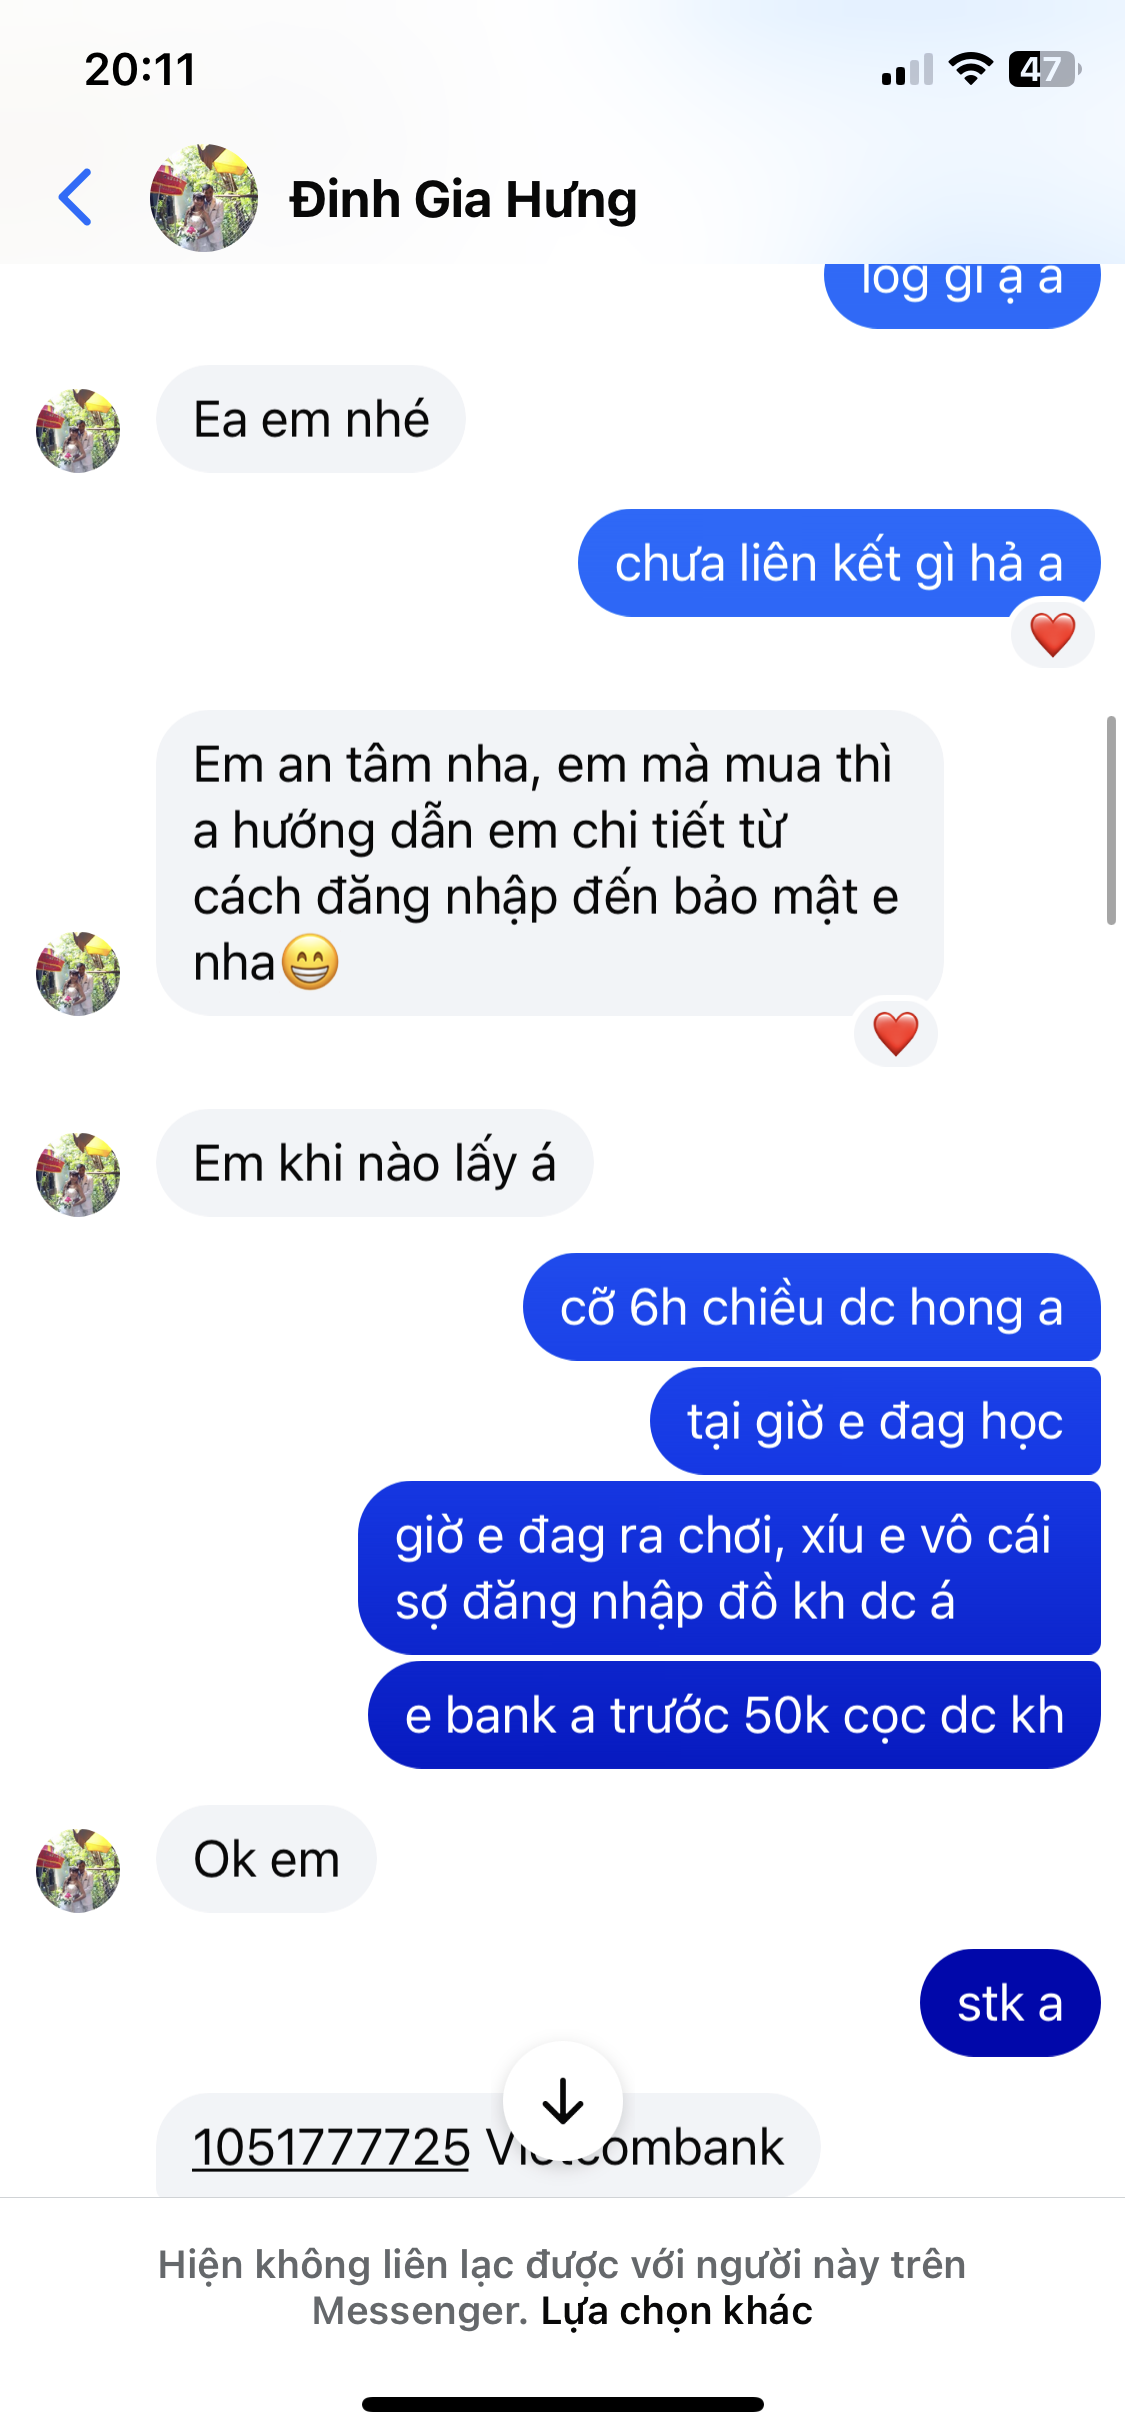 20:11
47
Đinh Gia Hưng
log gì ạ a
Ea em nhé
chưa liên kết gì hả a
Em an tâm nha, em mà mua thì
a hướng dẫn em chi tiết từ
cách đăng nhập đến bảo mật e
nha😁
Em khi nào lấy á
cỡ 6h chiều dc hong a
tại giờ e đag học
giờ e đag ra chơi, xíu e vô cái
sợ đăng nhập đồ kh dc á
e bank a trước 50k cọc dc kh
Ok em
stk a
1051777725 Vietcombank
Hiện không liên lạc được với người này trên
Messenger. Lựa chọn khác